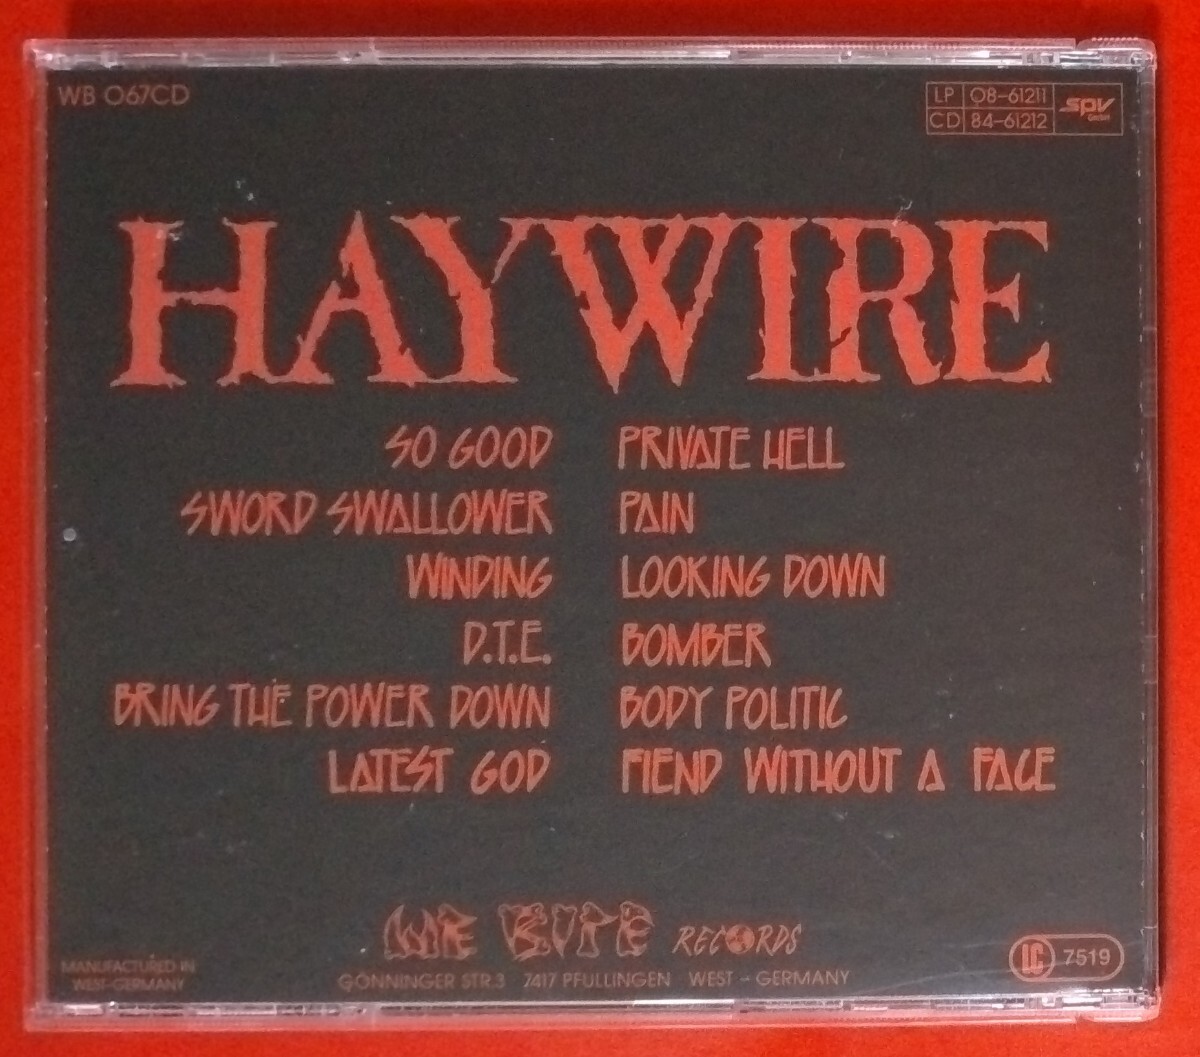 WB 067CD
LP 08-61211
CD 84-61212
spv
GmbH
HAYWIRE
SO GOOD
SWORD SWALLOWER
WINDING
D.T.E.
BRING THE POWER DOWN
LATEST GOD
PRIVATE HELL
PAIN
LOOKING DOWN
BOMBER
BODY POLITIC
FIEND WITHOUT A FACE
WE BITE RECORDS
GÖNNINGER STR.3 7417 PFULLINGEN WEST-GERMANY
MANUFACTURED IN
WEST-GERMANY
LC 7519